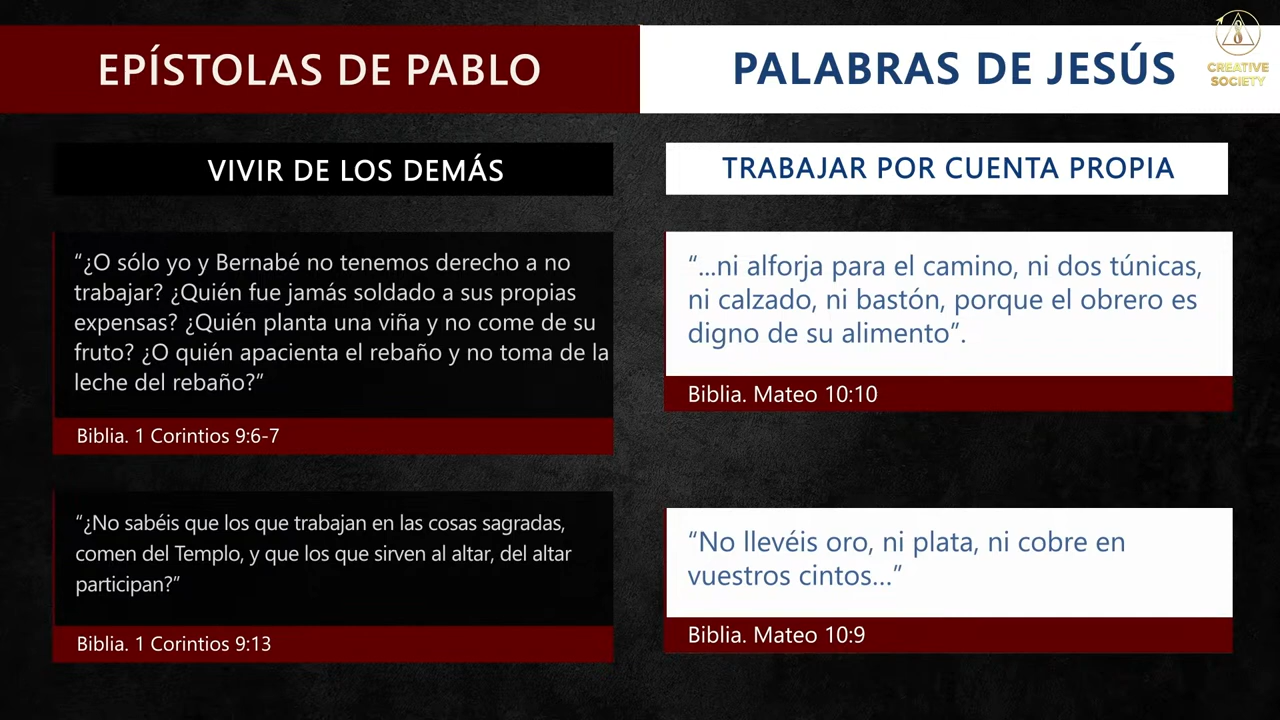 EPÍSTOLAS DE PABLO
PALABRAS DE JESÚS
CREATIVE
SOCIETY
VIVIR DE LOS DEMÁS
“¿O sólo yo y Bernabé no tenemos derecho a no
trabajar? ¿Quién fue jamás soldado a sus propias
expensas? ¿Quién planta una viña y no come de su
fruto? ¿O quién apacienta el rebaño y no toma de la
leche del rebaño?”
Biblia. 1 Corintios 9:6-7
“¿No sabéis que los que trabajan en las cosas sagradas,
comen del Templo, y que los que sirven al altar, del altar
participan?”
Biblia. 1 Corintios 9:13
TRABAJAR POR CUENTA PROPIA
“...ni alforja para el camino, ni dos túnicas,
ni calzado, ni bastón, porque el obrero es
digno de su alimento”.
Biblia. Mateo 10:10
“No llevéis oro, ni plata, ni cobre en
vuestros cintos...”
Biblia. Mateo 10:9